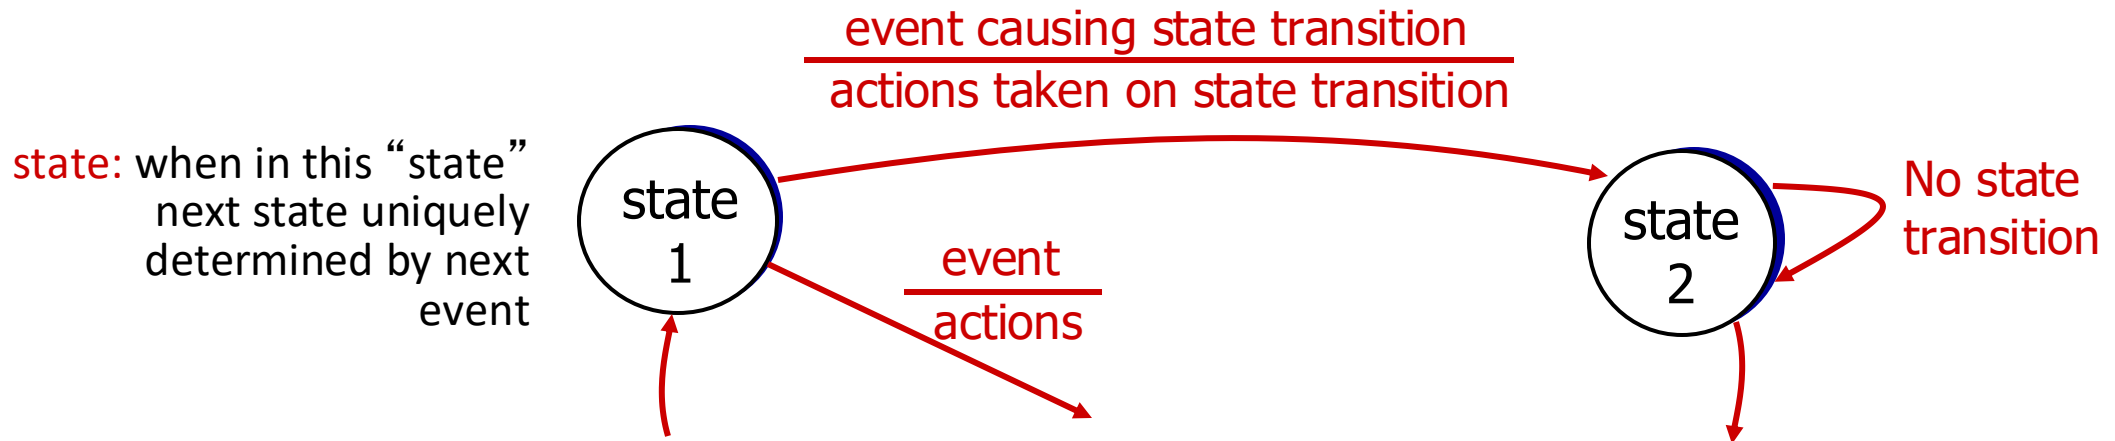 event causing state transition
actions taken on state transition
state: when in this “state”
next state uniquely
determined by next
event
state
1
event
actions
state
2
No state
transition